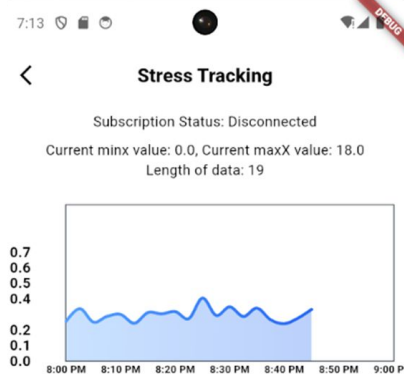 7:13
DEBUG
Stress Tracking
Subscription Status: Disconnected
Current minx value: 0.0, Current maxX value: 18.0
Length of data: 19
0.7
0.6
0.5
0.4
0.2
0.1
0.0
8:00 PM 8:10 PM 8:20 PM 8:30 PM 8:40 PM 8:50 PM 9:00 P